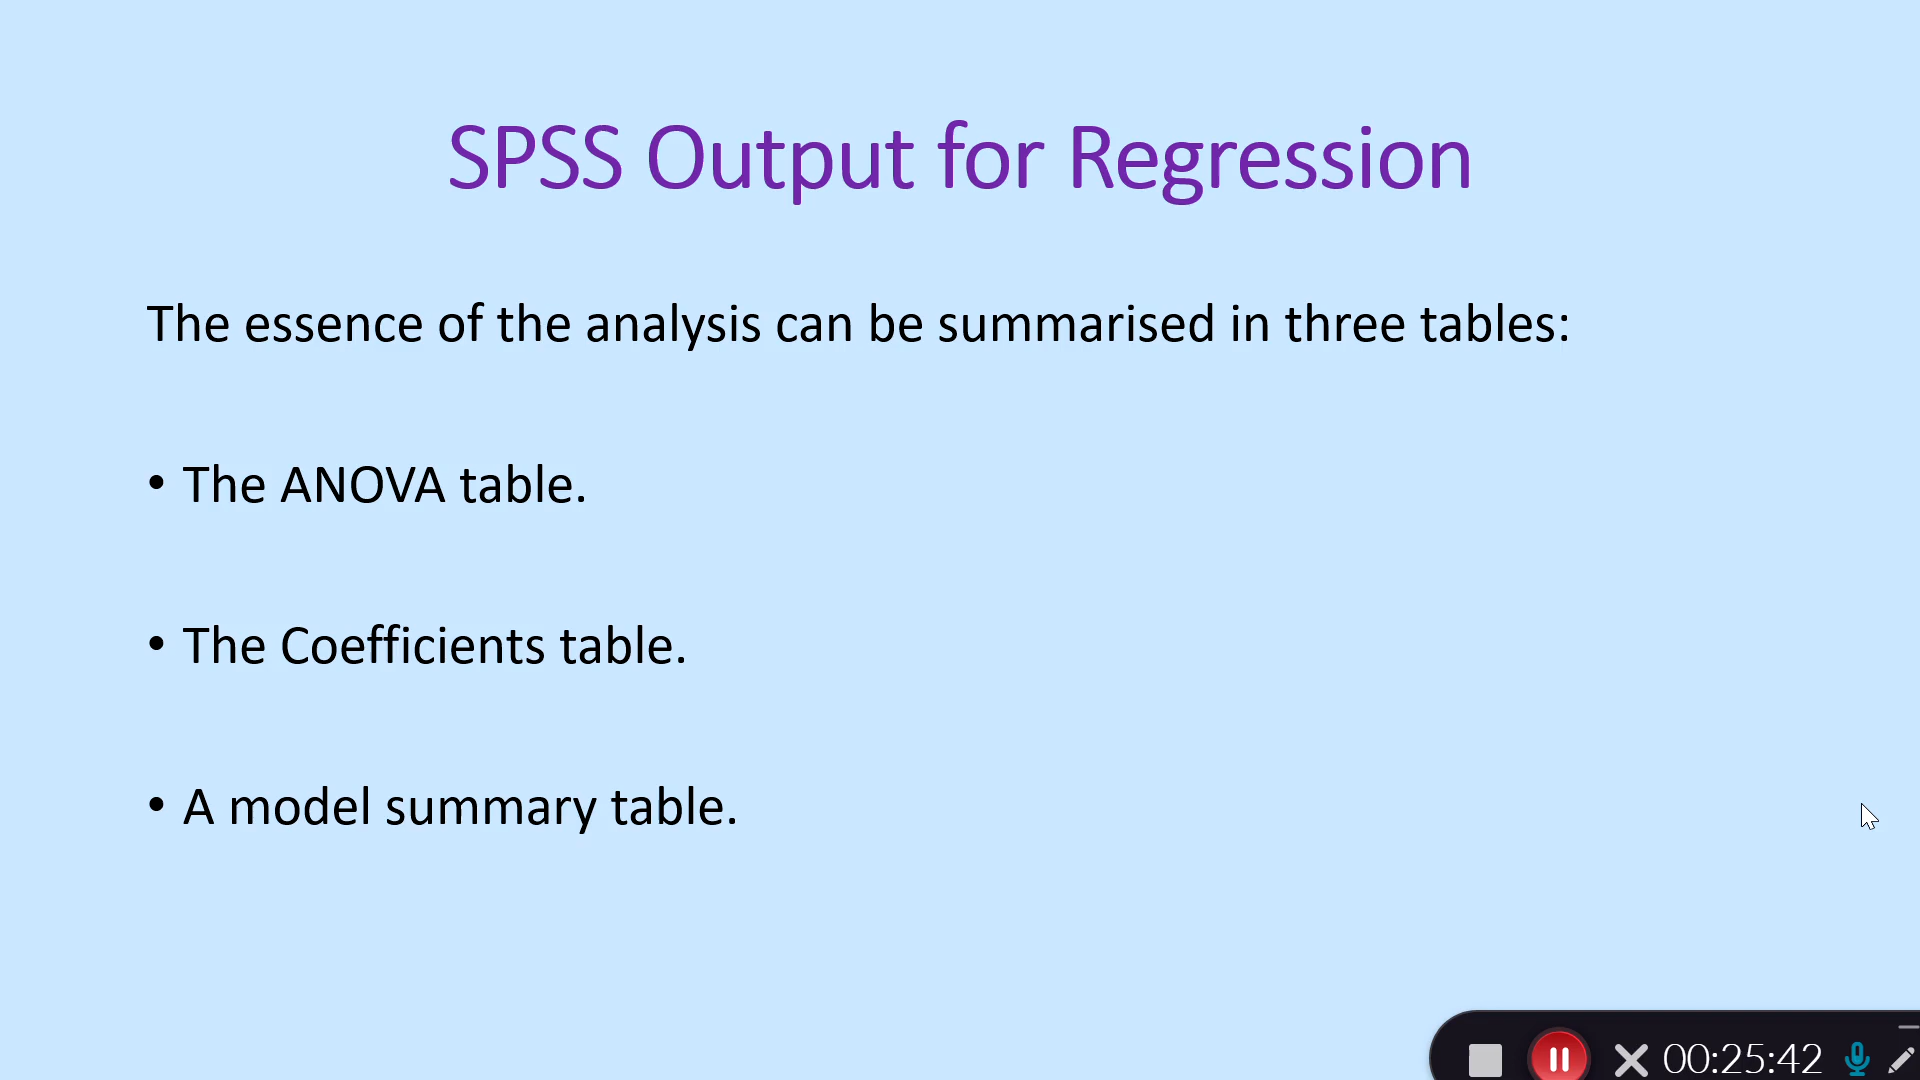 SPSS Output for Regression
The essence of the analysis can be summarised in three tables:
• The ANOVA table.
• The Coefficients table.
• A model summary table.
00:25:42